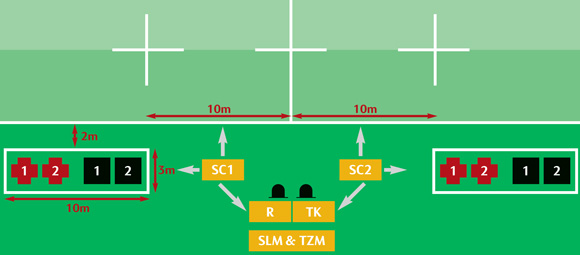 10m 10m
2m
1 2 1 2 3m SC1 SC2 1 2 1 2
10m
R TK
SLM & TZM